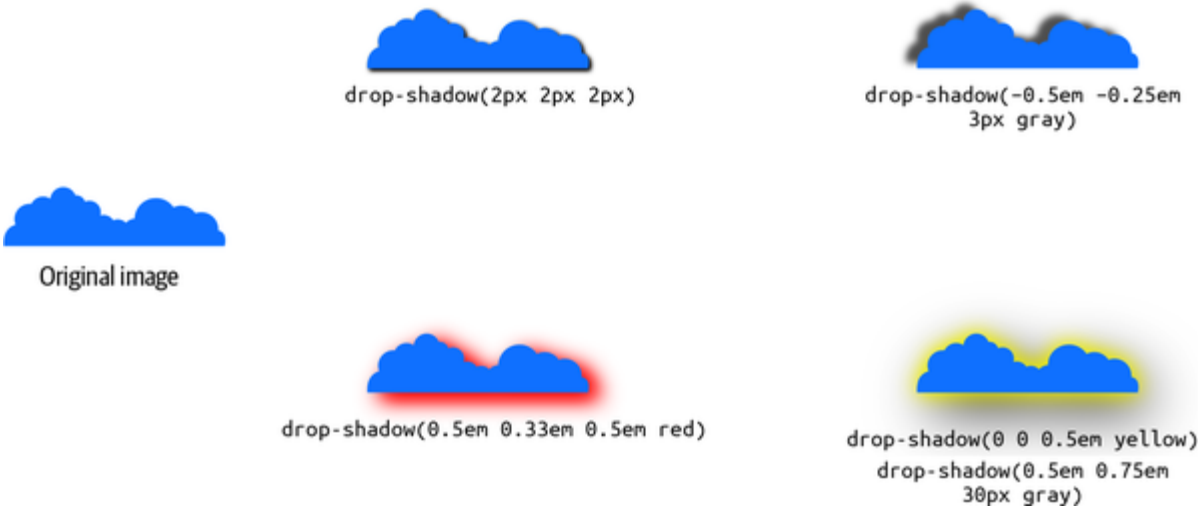 drop-shadow(2px 2px 2px)
drop-shadow(-0.5em -0.25em
3px gray)
Original image
drop-shadow(0.5em 0.33em 0.5em red)
drop-shadow(0 0 0.5em yellow)
drop-shadow(0.5em 0.75em
30px gray)